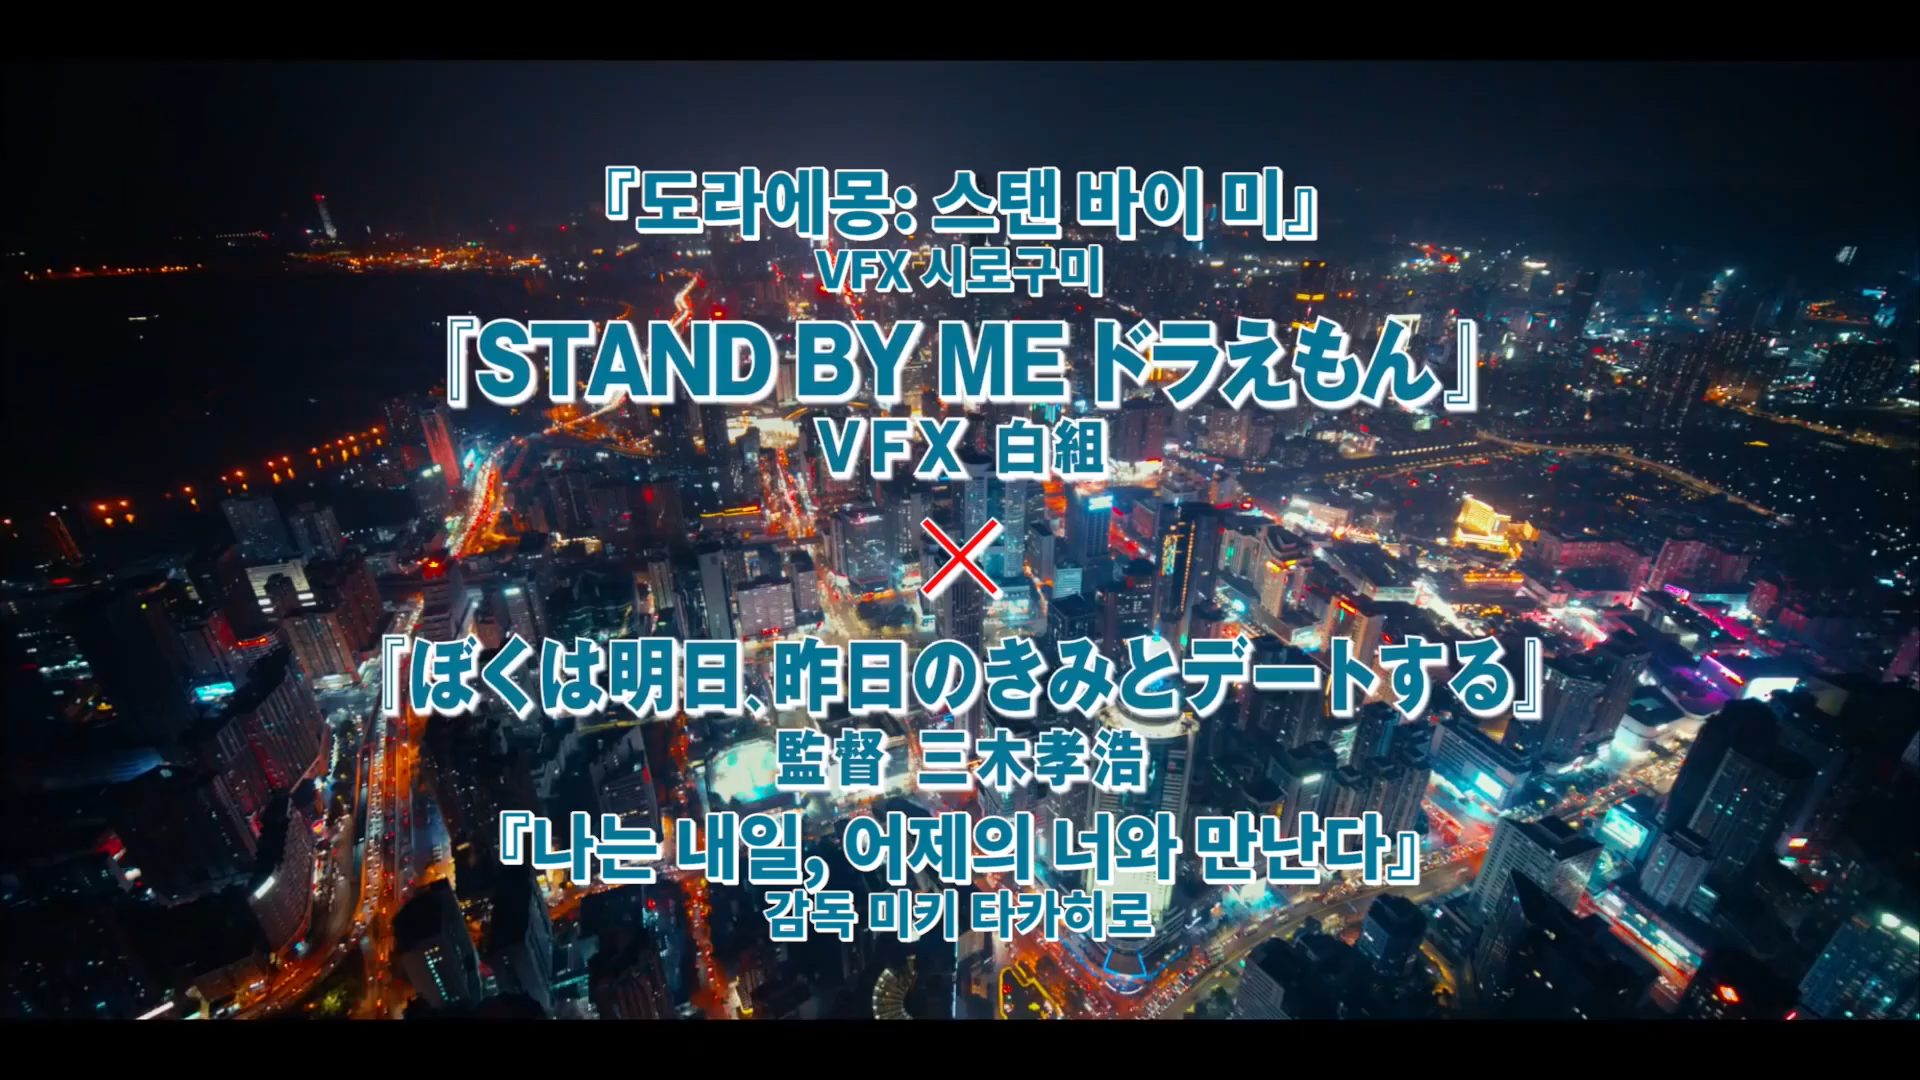 『도라에몽: 스탠 바이 미』
VFX 시로구미
『STAND BY ME ドラえもん』
VFX 白組
×
『ぼくは明日、昨日のきみとデートする』
監督 三木孝浩
『나는 내일, 어제의 너와 만난다』
감독 미키 타카히로